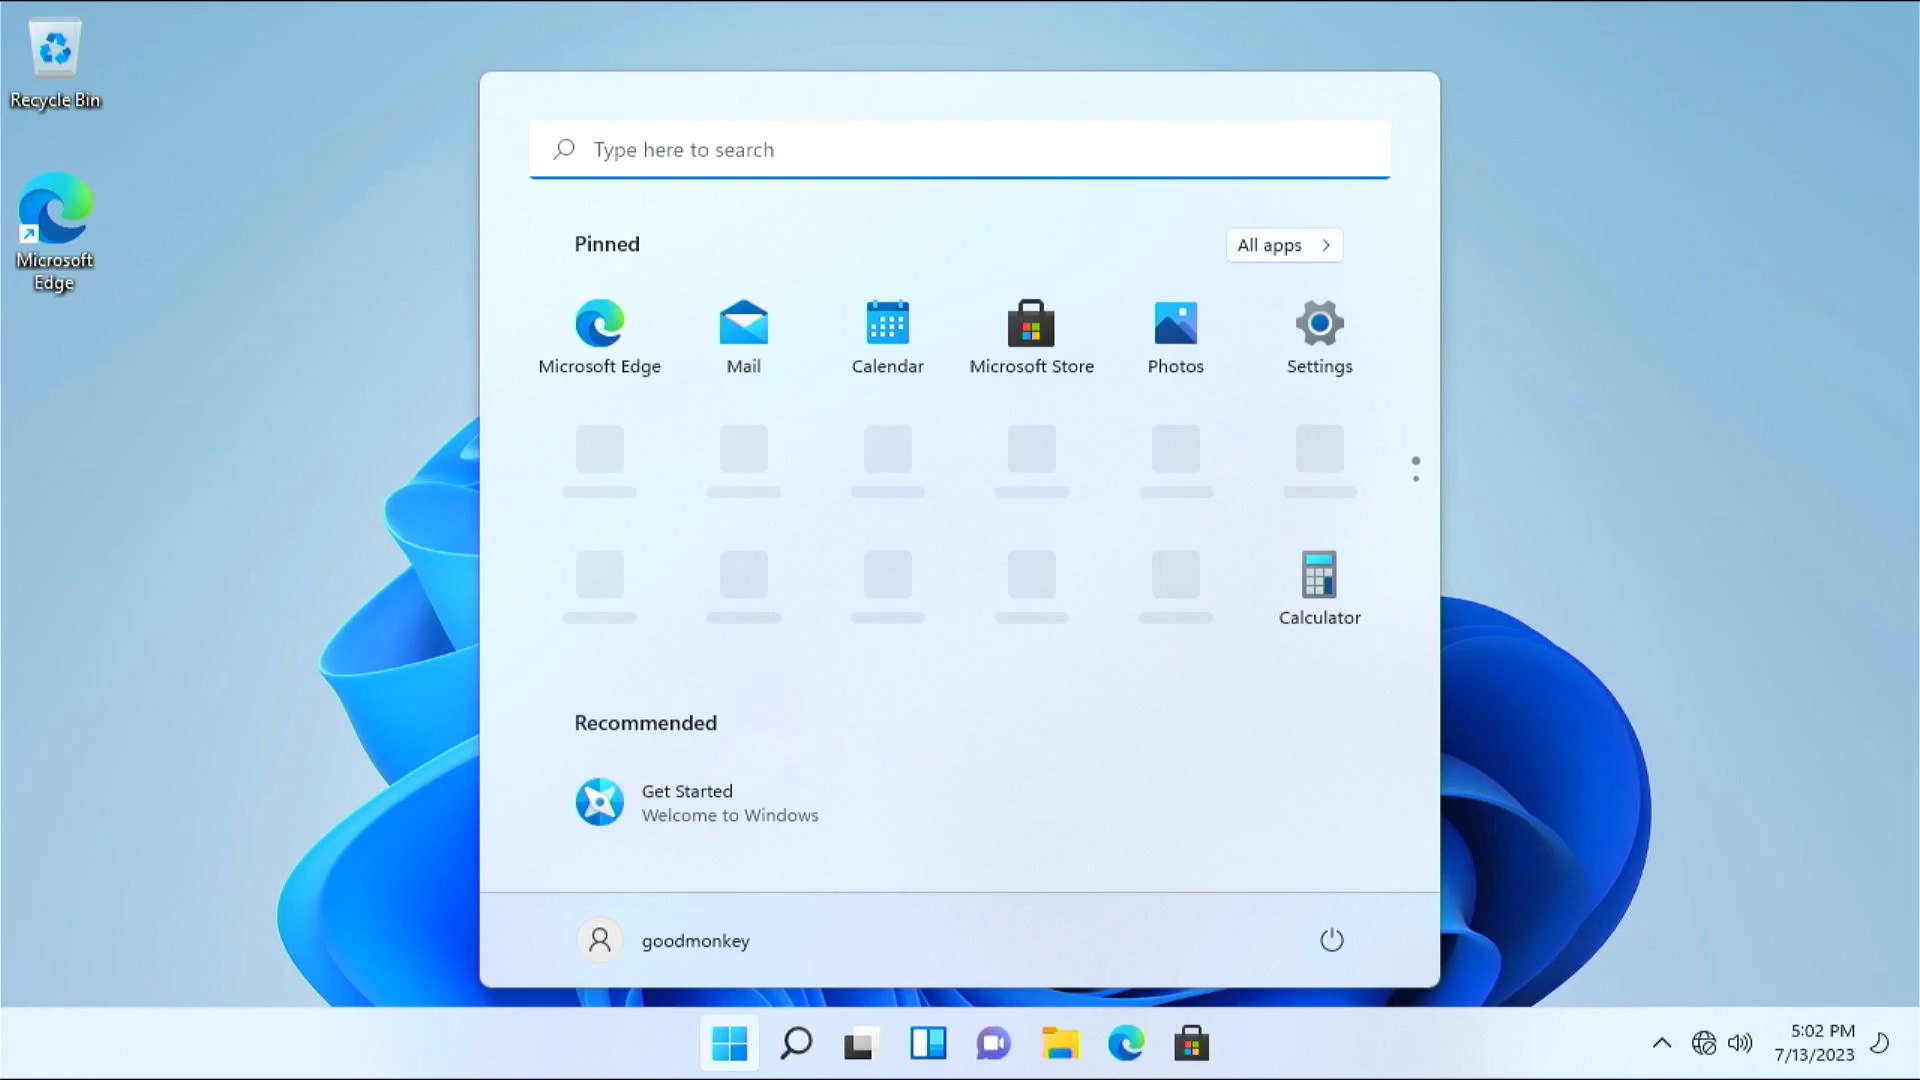 Recycle Bin
Microsoft
Edge
Type here to search
Pinned
All apps
Microsoft Edge
Mail
Calendar
Microsoft Store
Photos
Settings
Calculator
Recommended
Get Started
Welcome to Windows
goodmonkey
5:02 PM
7/13/2023